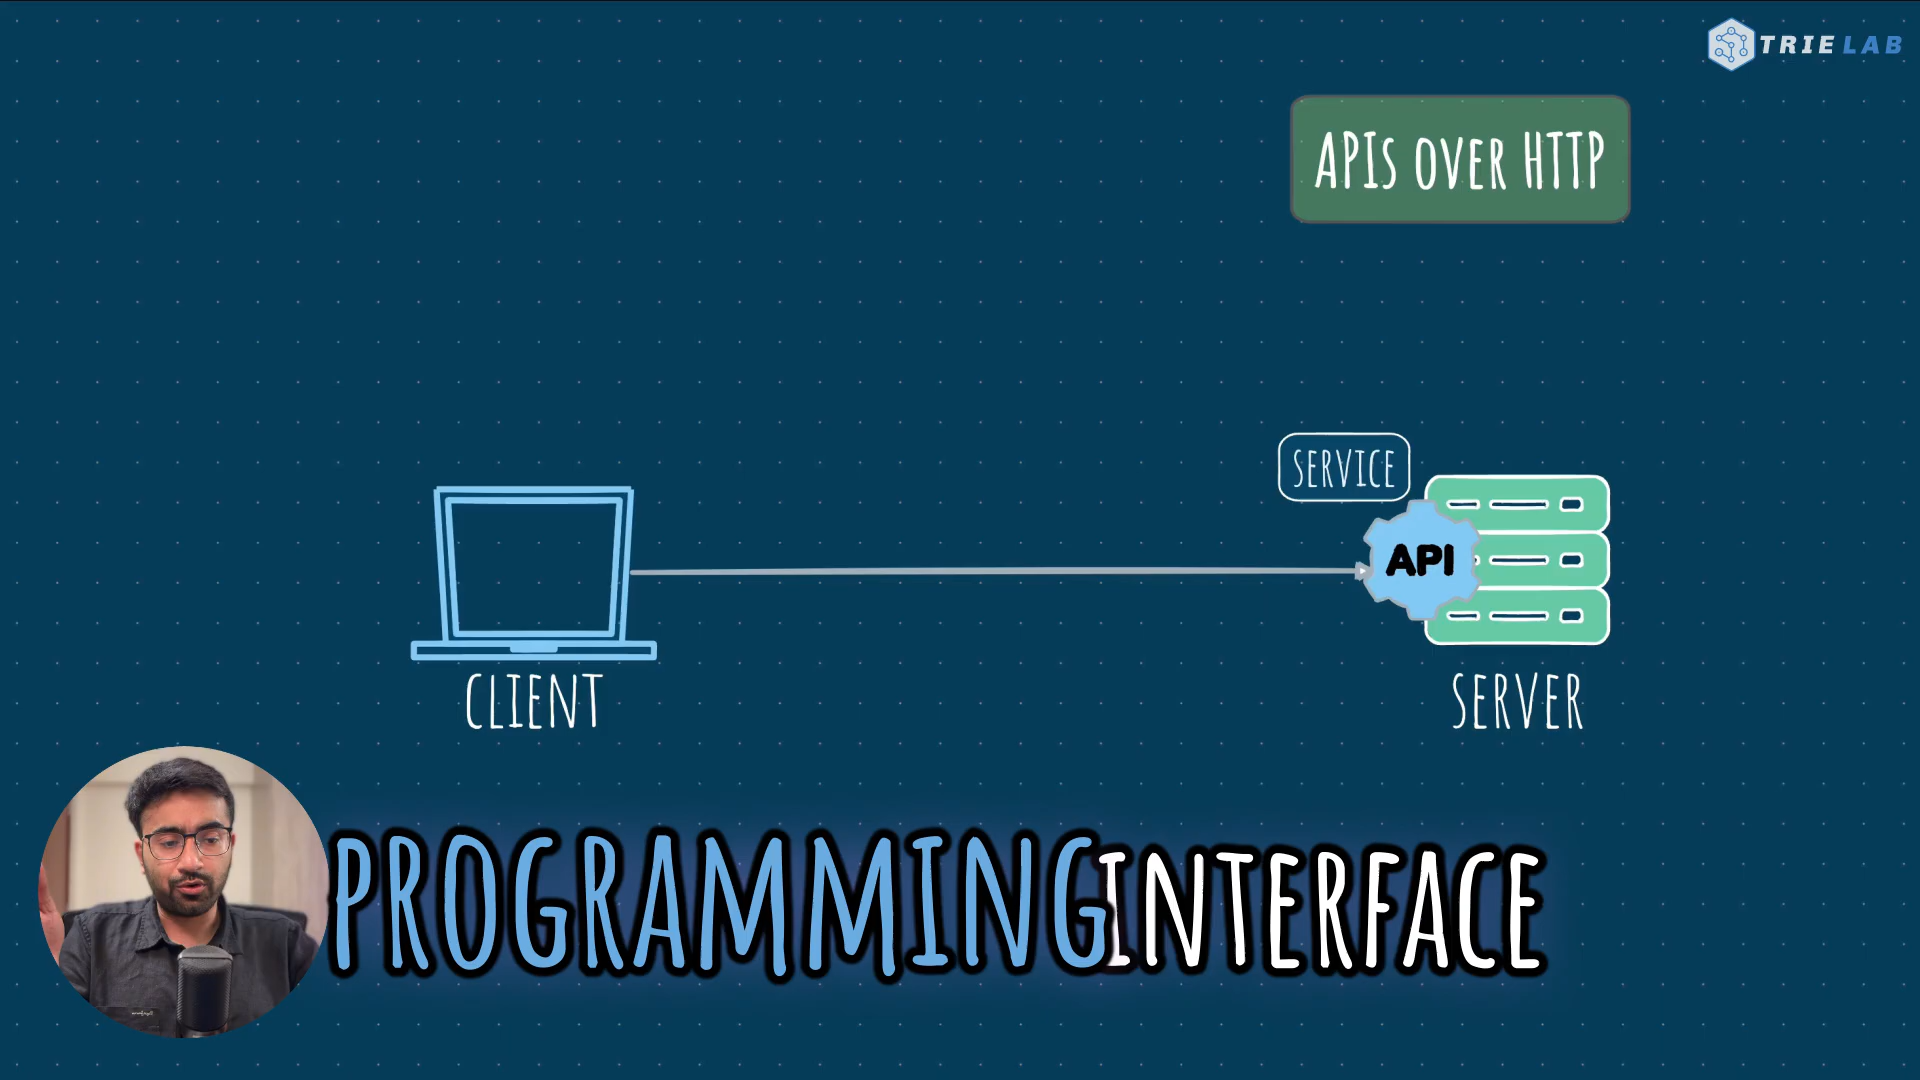 TRIE LAB
APIs OVER HTTP
SERVICE
API
CLIENT
SERVER
PROGRAMMING INTERFACE